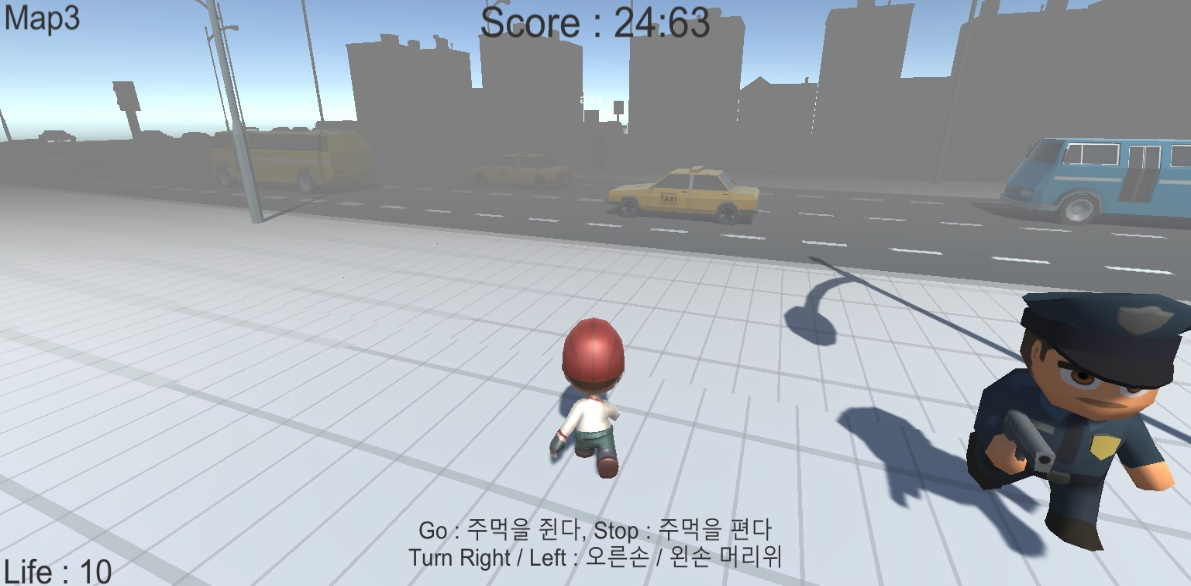 Map3
Score : 24:63
TAXI
Go : 주먹을 쥔다, Stop : 주먹을 편다
Turn Right / Left : 오른손 / 왼손 머리위
Life : 10